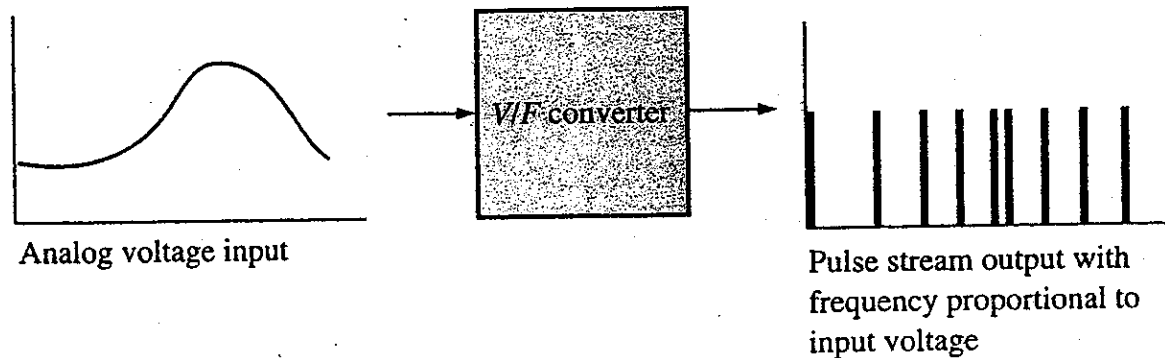 Analog voltage input
V/F converter
Pulse stream output with
frequency proportional to
input voltage